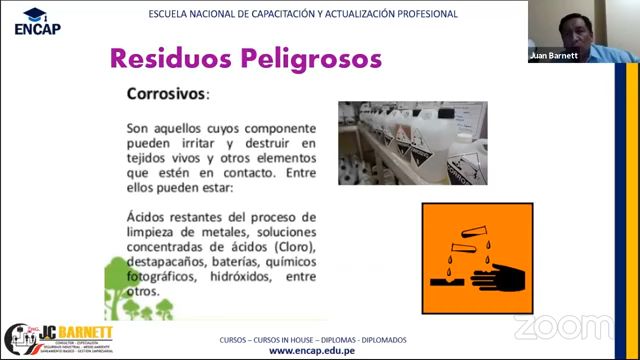 ESCUELA NACIONAL DE CAPACITACIÓN Y ACTUALIZACIÓN PROFESIONAL
ENCAP
Juan Barnett
Residuos Peligrosos
Corrosivos:
Son aquellos cuyos componente
pueden irritar y destruir en
tejidos vivos y otros elementos
que estén en contacto. Entre
ellos pueden estar:
Ácidos restantes del proceso de
limpieza de metales, soluciones
concentradas de ácidos (Cloro),
destapacaños, baterías, químicos
fotográficos, hidróxidos, entre
otros.
JC BARNETT
CONSULTOR - ESPECIALISTA
SEGURIDAD INDUSTRIAL - MEDIO AMBIENTE
SANEAMIENTO BASICO - GESTIÓN EMPRESARIAL
CURSOS – CURSOS IN HOUSE – DIPLOMAS - DIPLOMADOS
www.encap.edu.pe
zoom